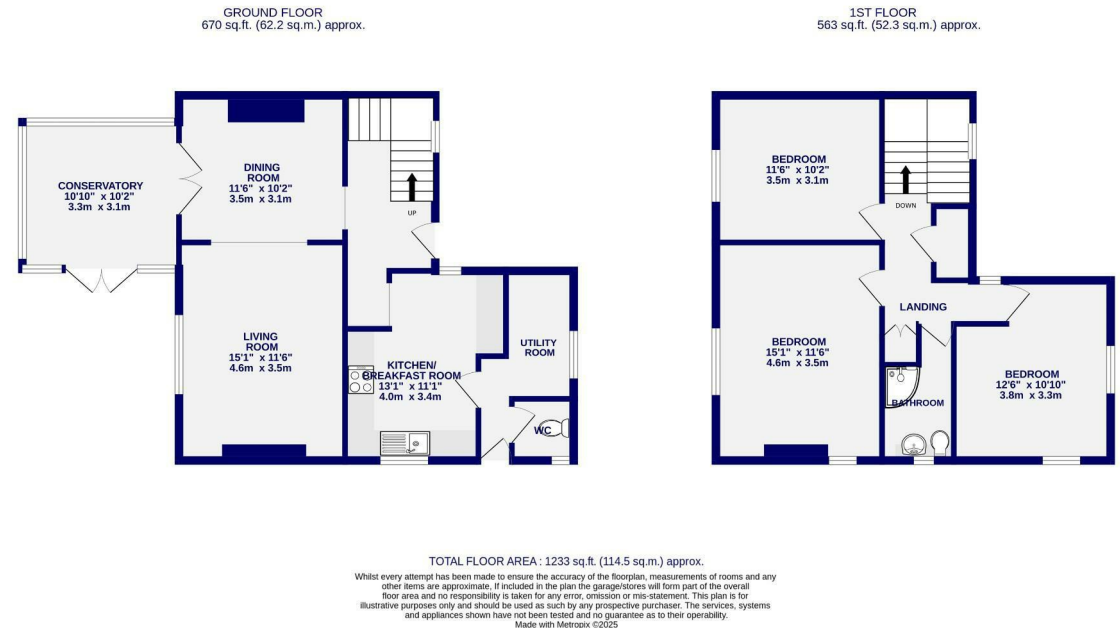 GROUND FLOOR
670 sq.ft. (62.2 sq.m.) approx.
1ST FLOOR
563 sq.ft. (52.3 sq.m.) approx.
CONSERVATORY
10'10" x 10'2"
3.3m x 3.1m
DINING
ROOM
11'6" x 10'2"
3.5m x 3.1m
UP
LIVING
ROOM
15'1" x 11'6"
4.6m x 3.5m
KITCHEN/
BREAKFAST ROOM
13'1" x 11'1"
4.0m x 3.4m
UTILITY
ROOM
WC
BEDROOM
11'6" x 10'2"
3.5m x 3.1m
DOWN
LANDING
BEDROOM
15'1" x 11'6"
4.6m x 3.5m
BATHROOM
BEDROOM
12'6" x 10'10"
3.8m x 3.3m
TOTAL FLOOR AREA : 1233 sq.ft. (114.5 sq.m.) approx.
Whilst every attempt has been made to ensure the accuracy of the floorplan, measurements of rooms and any
other items are approximate, If included in the plan the garage/stores will form part of the overall
floor area and no responsibility is taken for any error, omission or mis-statement. This plan is for
illustrative purposes only and should be used as such by any prospective purchaser. The services, systems
and appliances shown have not been tested and no guarantee as to their operability.
Made with Metropix ©2025